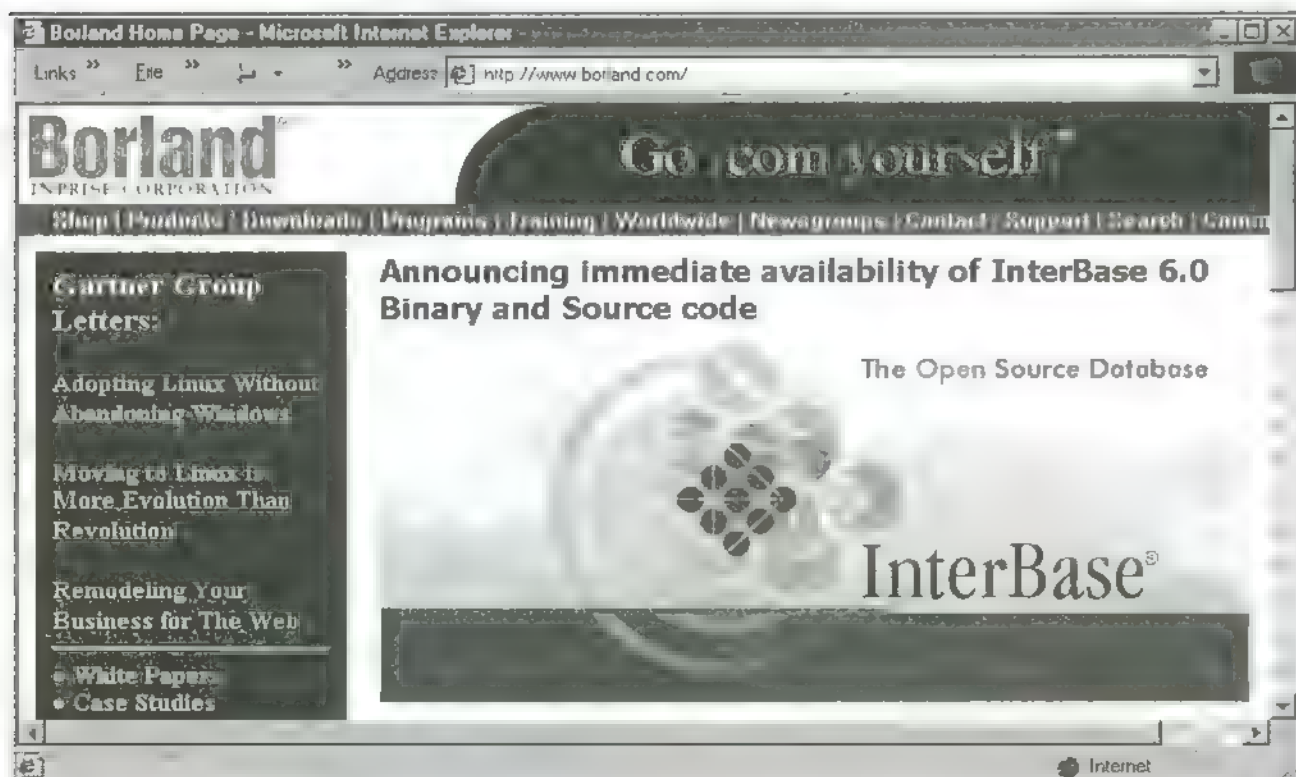 Borland Home Page - Microsoft Internet Explorer
Links » File » » Address http://www.borland.com/
Borland®
INPRISE CORPORATION
Go .com yourself
Shop | Products | Downloads | Programs | Training | Worldwide | Newsgroups | Contact | Support | Search
Gartner Group
Letters:
Adopting Linux Without
Abandoning Windows
Moving to Linux is
More Evolution Than
Revolution
Remodeling Your
Business for The Web
• White Paper
• Case Studies
Announcing immediate availability of InterBase 6.0
Binary and Source code
The Open Source Database
InterBase®
Internet